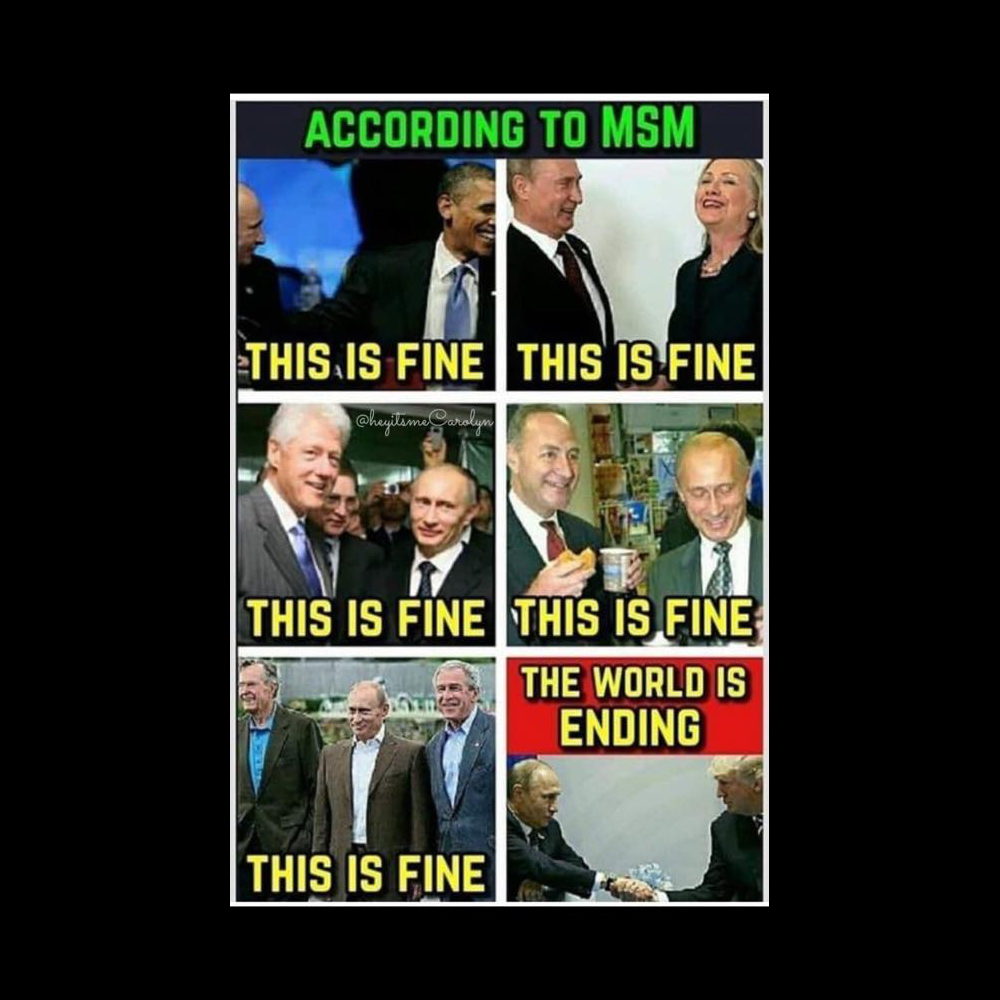 ACCORDING TO MSM
THIS IS FINE
THIS IS FINE
@heyitsmeCarolyn
THIS IS FINE
THIS IS FINE
THIS IS FINE
THE WORLD IS
ENDING